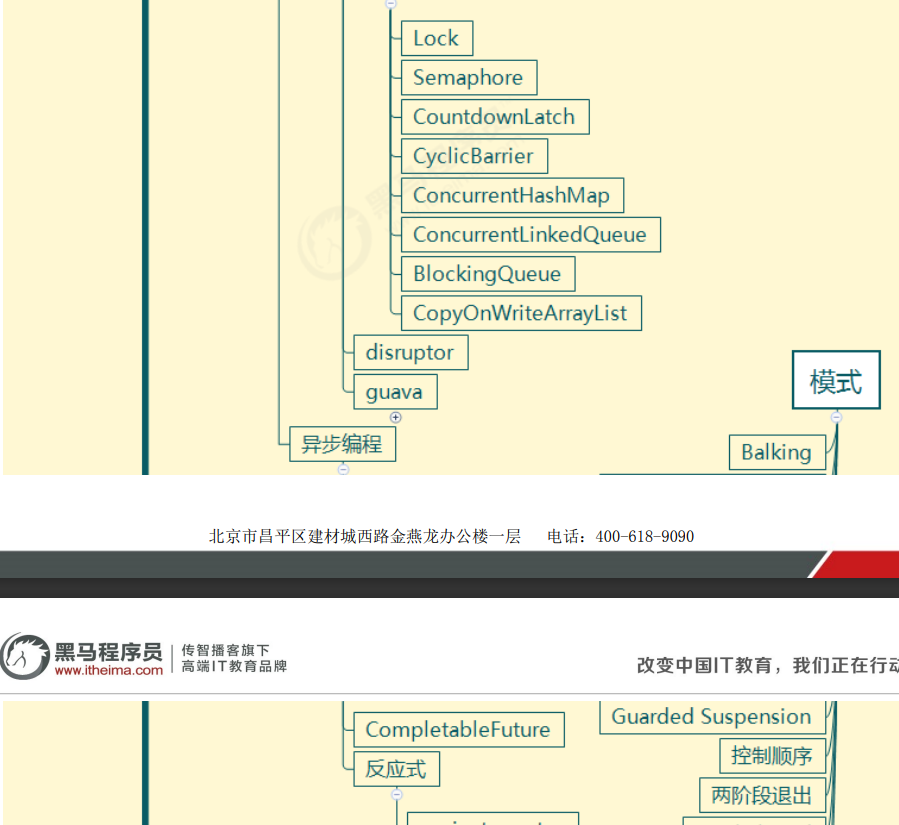 Lock
Semaphore
CountdownLatch
CyclicBarrier
ConcurrentHashMap
ConcurrentLinkedQueue
BlockingQueue
CopyOnWriteArrayList
disruptor
guava
异步编程
模式
Balking
北京市昌平区建材城西路金燕龙办公楼一层 电话：400-618-9090
黑马程序员
www.itheima.com
传智播客旗下
高端IT教育品牌
改变中国IT教育，我们正在行动
CompletableFuture
反应式
Guarded Suspension
控制顺序
两阶段退出